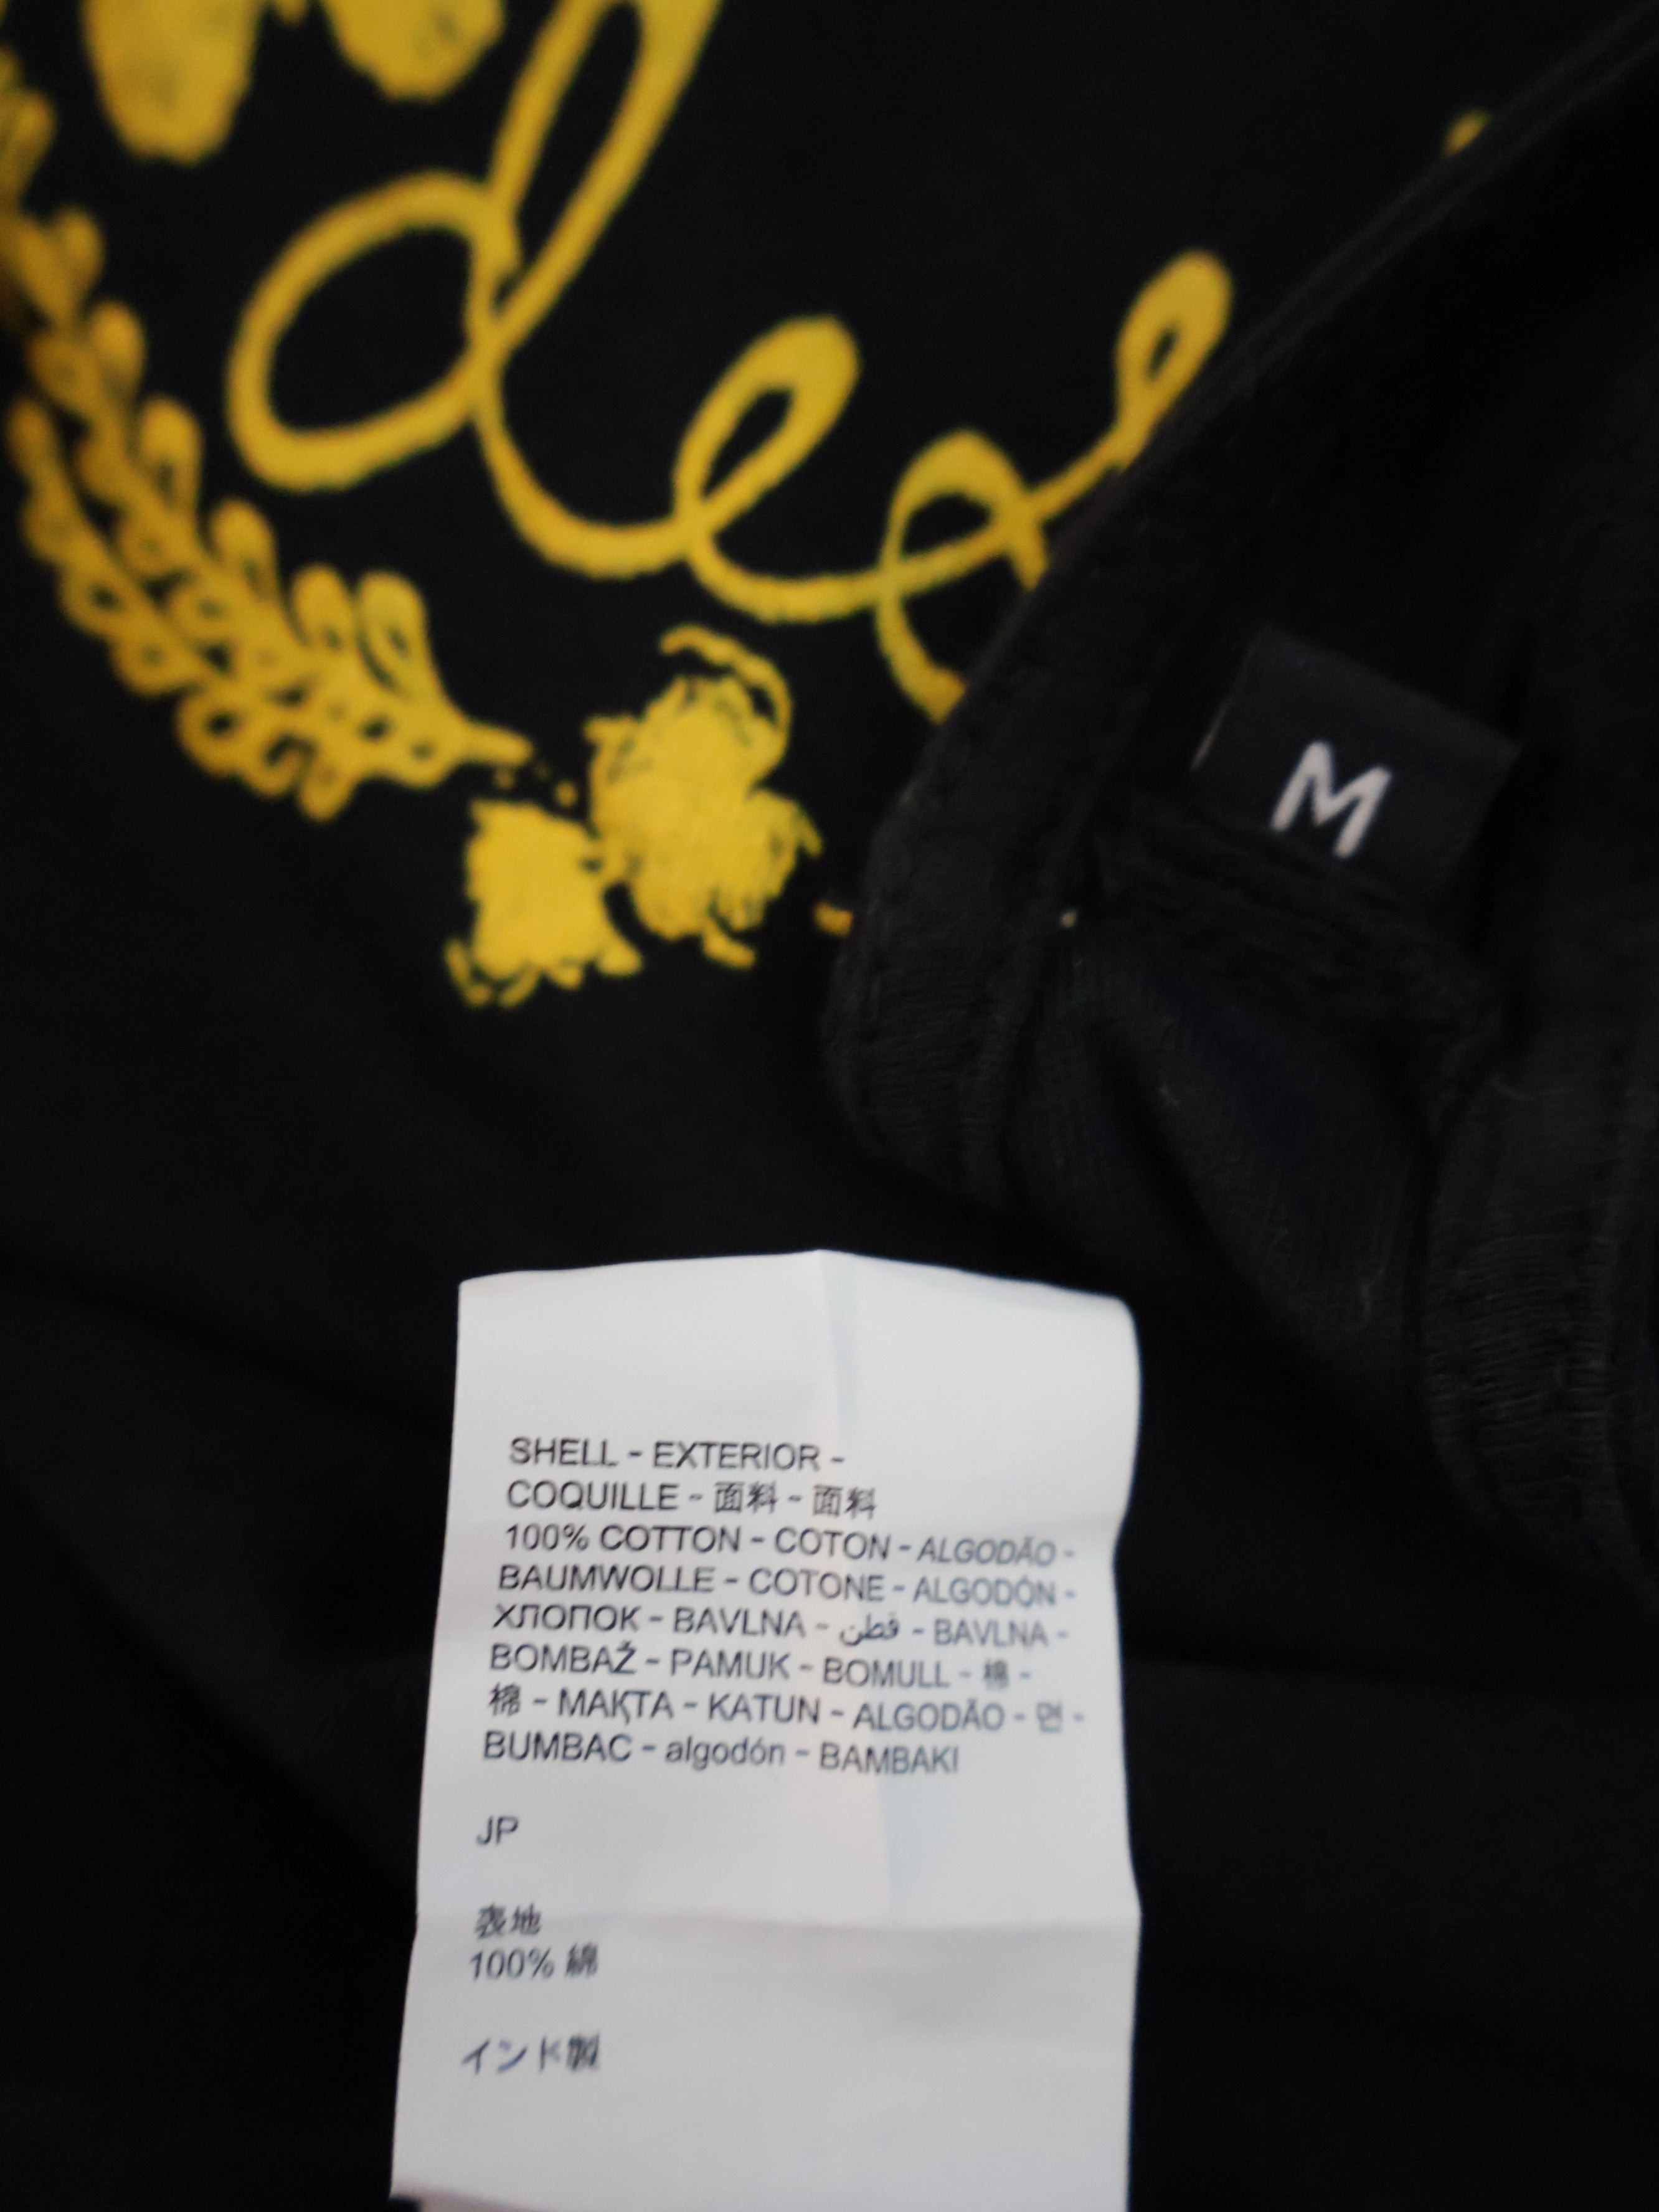 de
M
SHELL - EXTERIOR -
COQUILLE - 面料 - 面料
100% COTTON - COTON - ALGODÃO -
BAUMWOLLE - COTONE - ALGODÓN -
ХЛОПОК - BAVLNA - قطن - BAVLNA -
BOMBAŽ - PAMUK - BOMULL - 棉 -
棉 - МАҚТА - KATUN - ALGODÃO - 면 -
BUMBAC - algodón - BAMBAKI
JP
表地
100% 綿
インド製